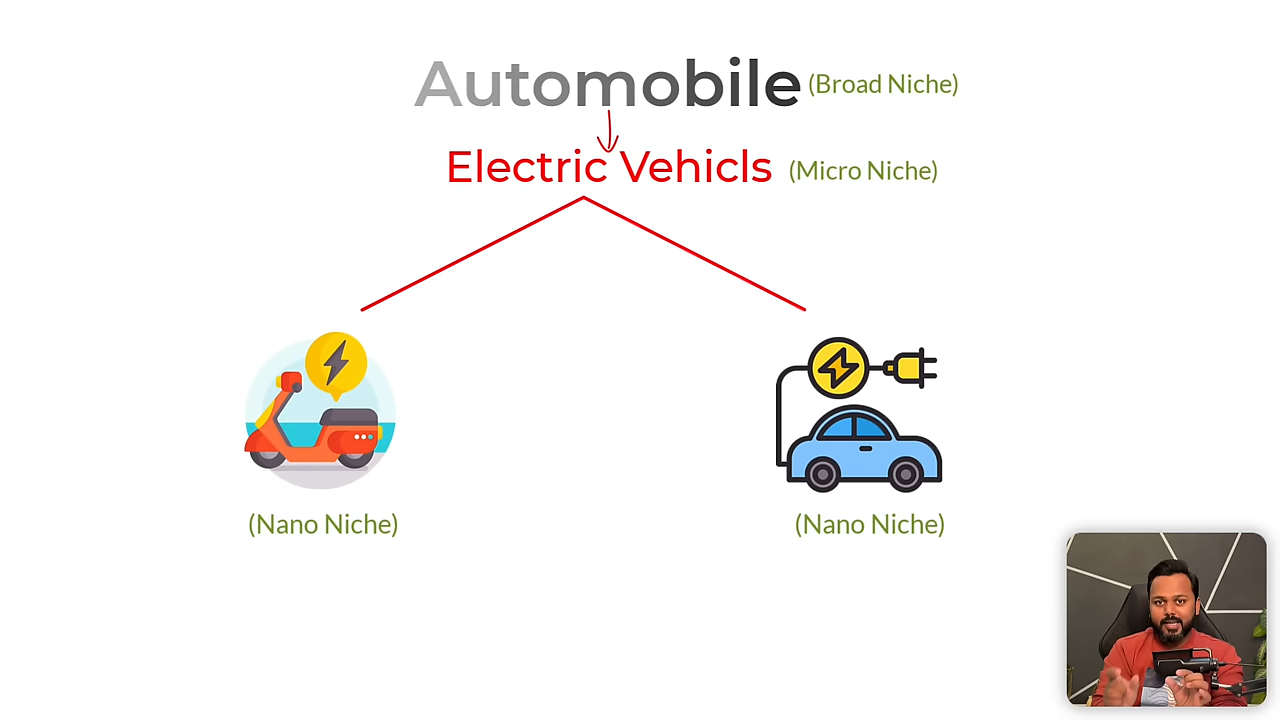 Automobile (Broad Niche)
Electric Vehicls (Micro Niche)
(Nano Niche) (Nano Niche)